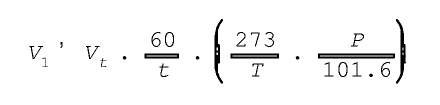 V₁ ’ Vₜ . 60/t . (273/T . P/101.6)